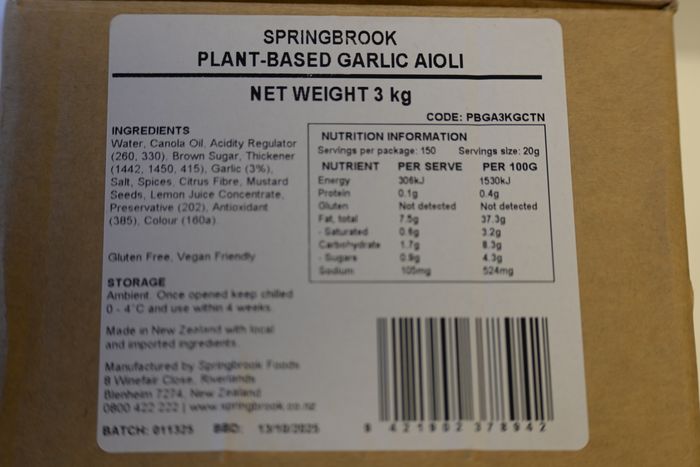 SPRINGBROOK
PLANT-BASED GARLIC AIOLI
NET WEIGHT 3 kg
CODE: PBGA3KGCTN
INGREDIENTS
Water, Canola Oil, Acidity Regulator
(260, 330), Brown Sugar, Thickener
(1442, 1450, 415), Garlic (3%),
Salt, Spices, Citrus Fibre, Mustard
Seeds, Lemon Juice Concentrate,
Preservative (202), Antioxidant
(385), Colour (160a).
Gluten Free, Vegan Friendly
STORAGE
Ambient. Once opened keep chilled
0 - 4°C and use within 4 weeks.
Made in New Zealand with local
and imported ingredients.
Manufactured by Springbrook Foods
8 Winefair Close, Riverlands
Blenheim 7274, New Zealand
0800 422 222 | www.springbrook.co.nz
BATCH: 011325 BBD: 13/10/2025
NUTRITION INFORMATION
Servings per package: 150 Servings size: 20g
NUTRIENT PER SERVE PER 100G
Energy 306kJ 1530kJ
Protein 0.1g 0.4g
Gluten Not detected Not detected
Fat, total 7.5g 37.3g
- Saturated 0.6g 3.2g
Carbohydrate 1.7g 8.3g
- Sugars 0.9g 4.3g
Sodium 105mg 524mg
9 421902 378942